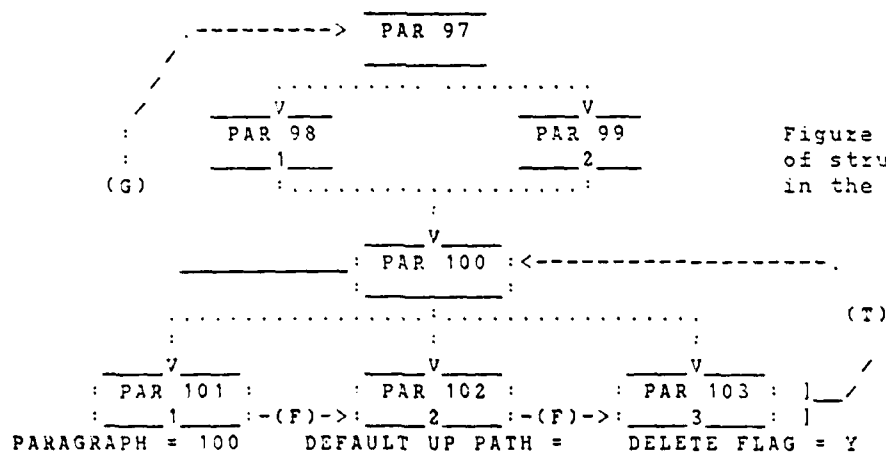 PAR 97
PAR 98 PAR 99
1 2
Figure
of stru
(G) in the
PAR 100
(T)
PAR 101 PAR 102 PAR 103
1 -(F)-> 2 -(F)-> 3
PARAGRAPH = 100 DEFAULT UP PATH = DELETE FLAG = Y